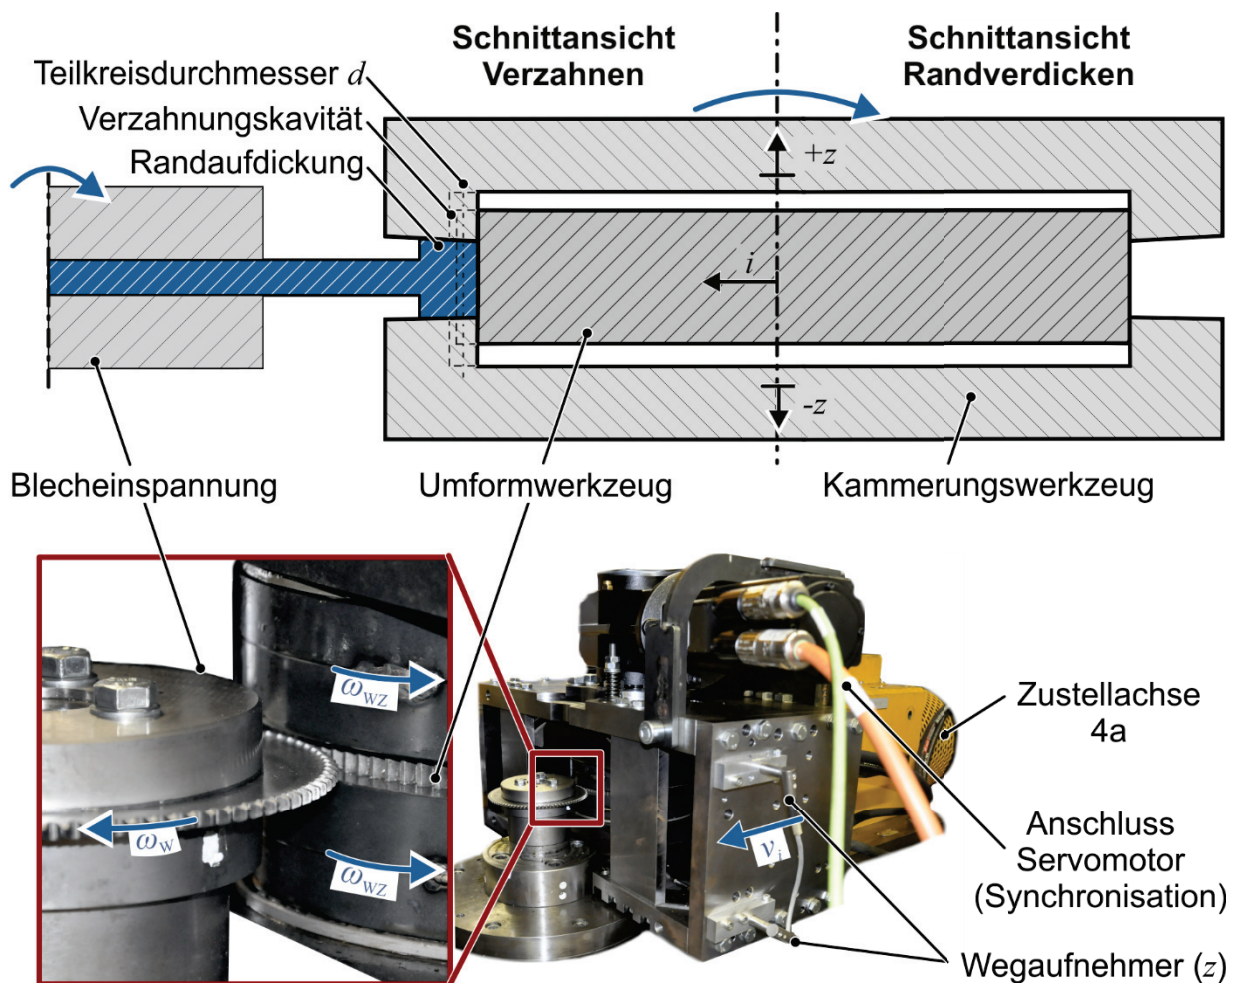 Schnittansicht
Verzahnen
Schnittansicht
Randverdicken
Teilkreisdurchmesser d
Verzahnungskavität
Randaufdickung
+z
i
-z
Blecheinspannung
Umformwerkzeug
Kammerungswerkzeug
ωwz
ωw
ωwz
vi
Zustellachse
4a
Anschluss
Servomotor
(Synchronisation)
Wegaufnehmer (z)